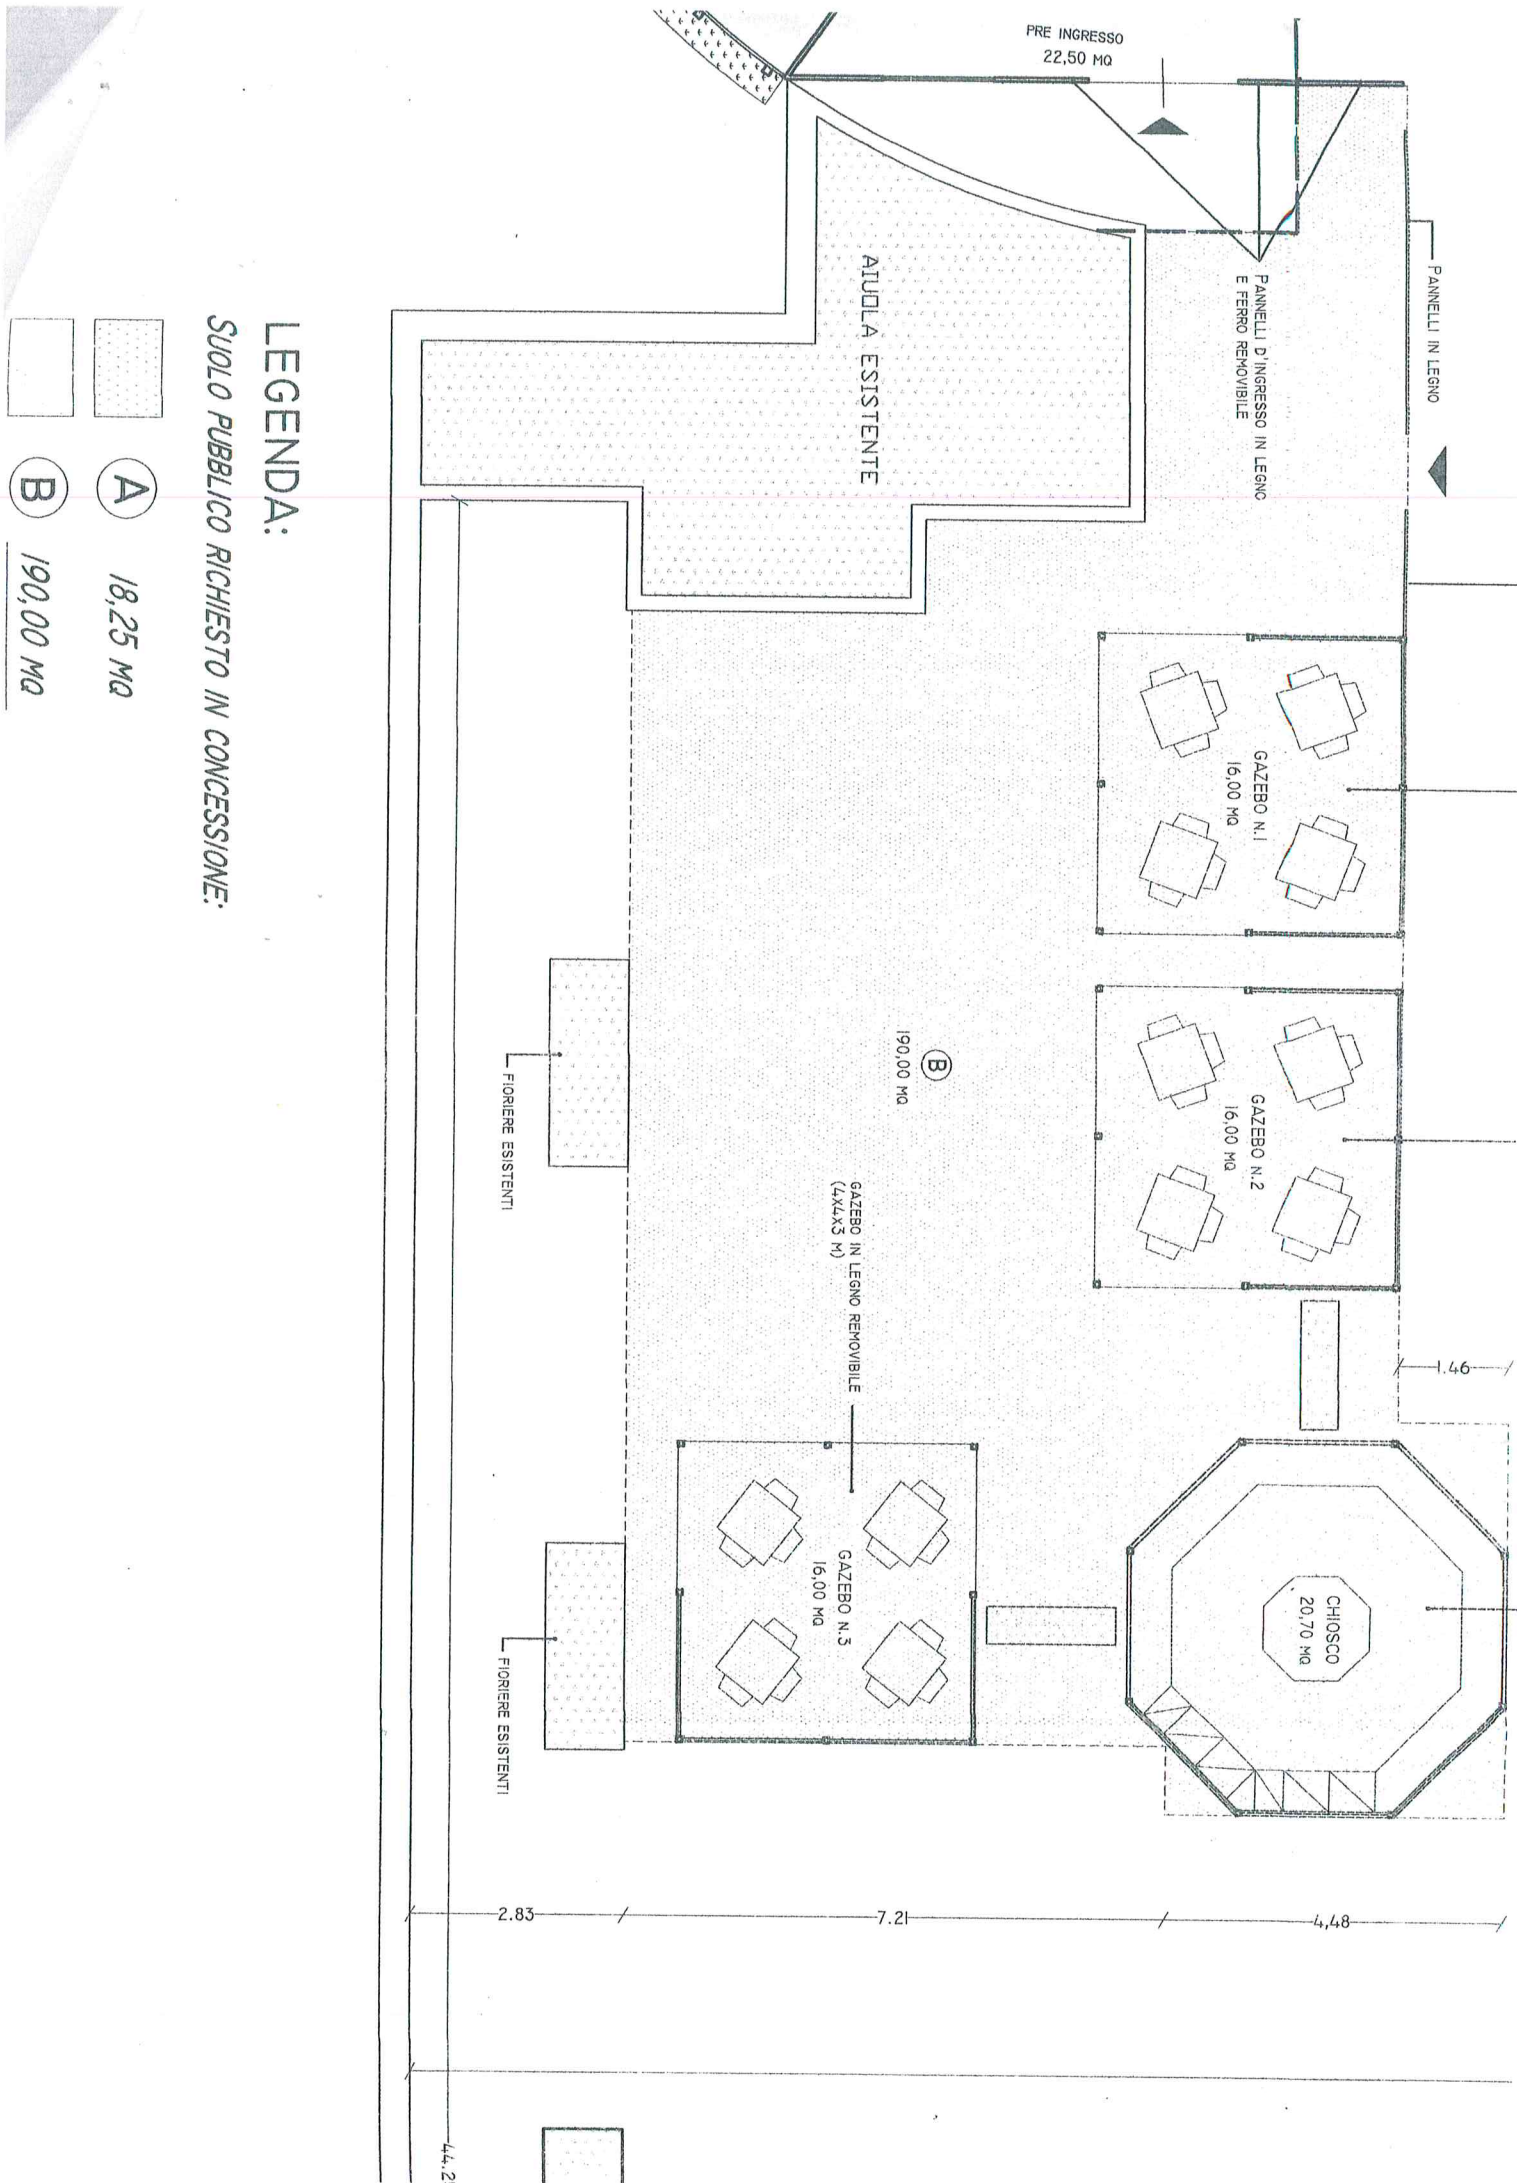 PRE INGRESSO
22,50 MQ
PANNELLI IN LEGNO
PANNELLI D'INGRESSO IN LEGNO
E FERRO REMOVIBILE
AIUOLA ESISTENTE
GAZEBO N.1
16,00 MQ
GAZEBO N.2
16,00 MQ
B
190,00 MQ
GAZEBO IN LEGNO REMOVIBILE
(4X4X3 M)
GAZEBO N.3
16,00 MQ
CHIOSCO
20,70 MQ
1.46
FIORIERE ESISTENTI
FIORIERE ESISTENTI
2.83
7.21
4,48
LEGENDA:
SUOLO PUBBLICO RICHIESTO IN CONCESSIONE:
A 18,25 MQ
B 190,00 MQ